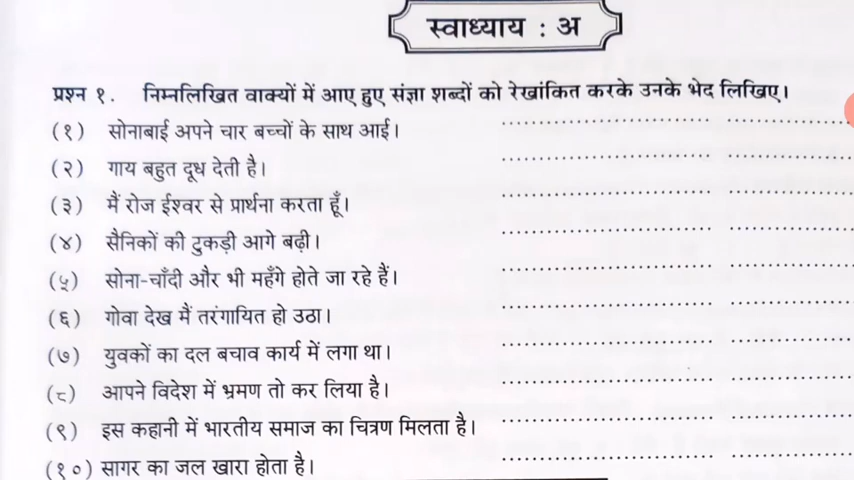 स्वाध्याय : अ
प्रश्न १. निम्नलिखित वाक्यों में आए हुए संज्ञा शब्दों को रेखांकित करके उनके भेद लिखिए।
(१) सोनाबाई अपने चार बच्चों के साथ आई।
(२) गाय बहुत दूध देती है।
(३) मैं रोज ईश्वर से प्रार्थना करता हूँ।
(४) सैनिकों की टुकड़ी आगे बढ़ी।
(५) सोना-चाँदी और भी महँगे होते जा रहे हैं।
(६) गोवा देख मैं तरंगायित हो उठा।
(७) युवकों का दल बचाव कार्य में लगा था।
(८) आपने विदेश में भ्रमण तो कर लिया है।
(९) इस कहानी में भारतीय समाज का चित्रण मिलता है।
(१०) सागर का जल खारा होता है।